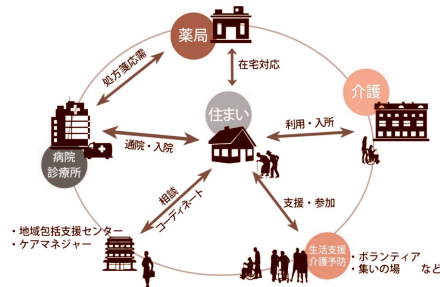 薬局
処方箋応需
在宅対応
住まい
介護
病院
診療所
通院・入院
利用・入所
相談
コーディネート
支援・参加
・地域包括支援センター
・ケアマネジャー
生活支援
介護予防
・ボランティア
・集いの場　など